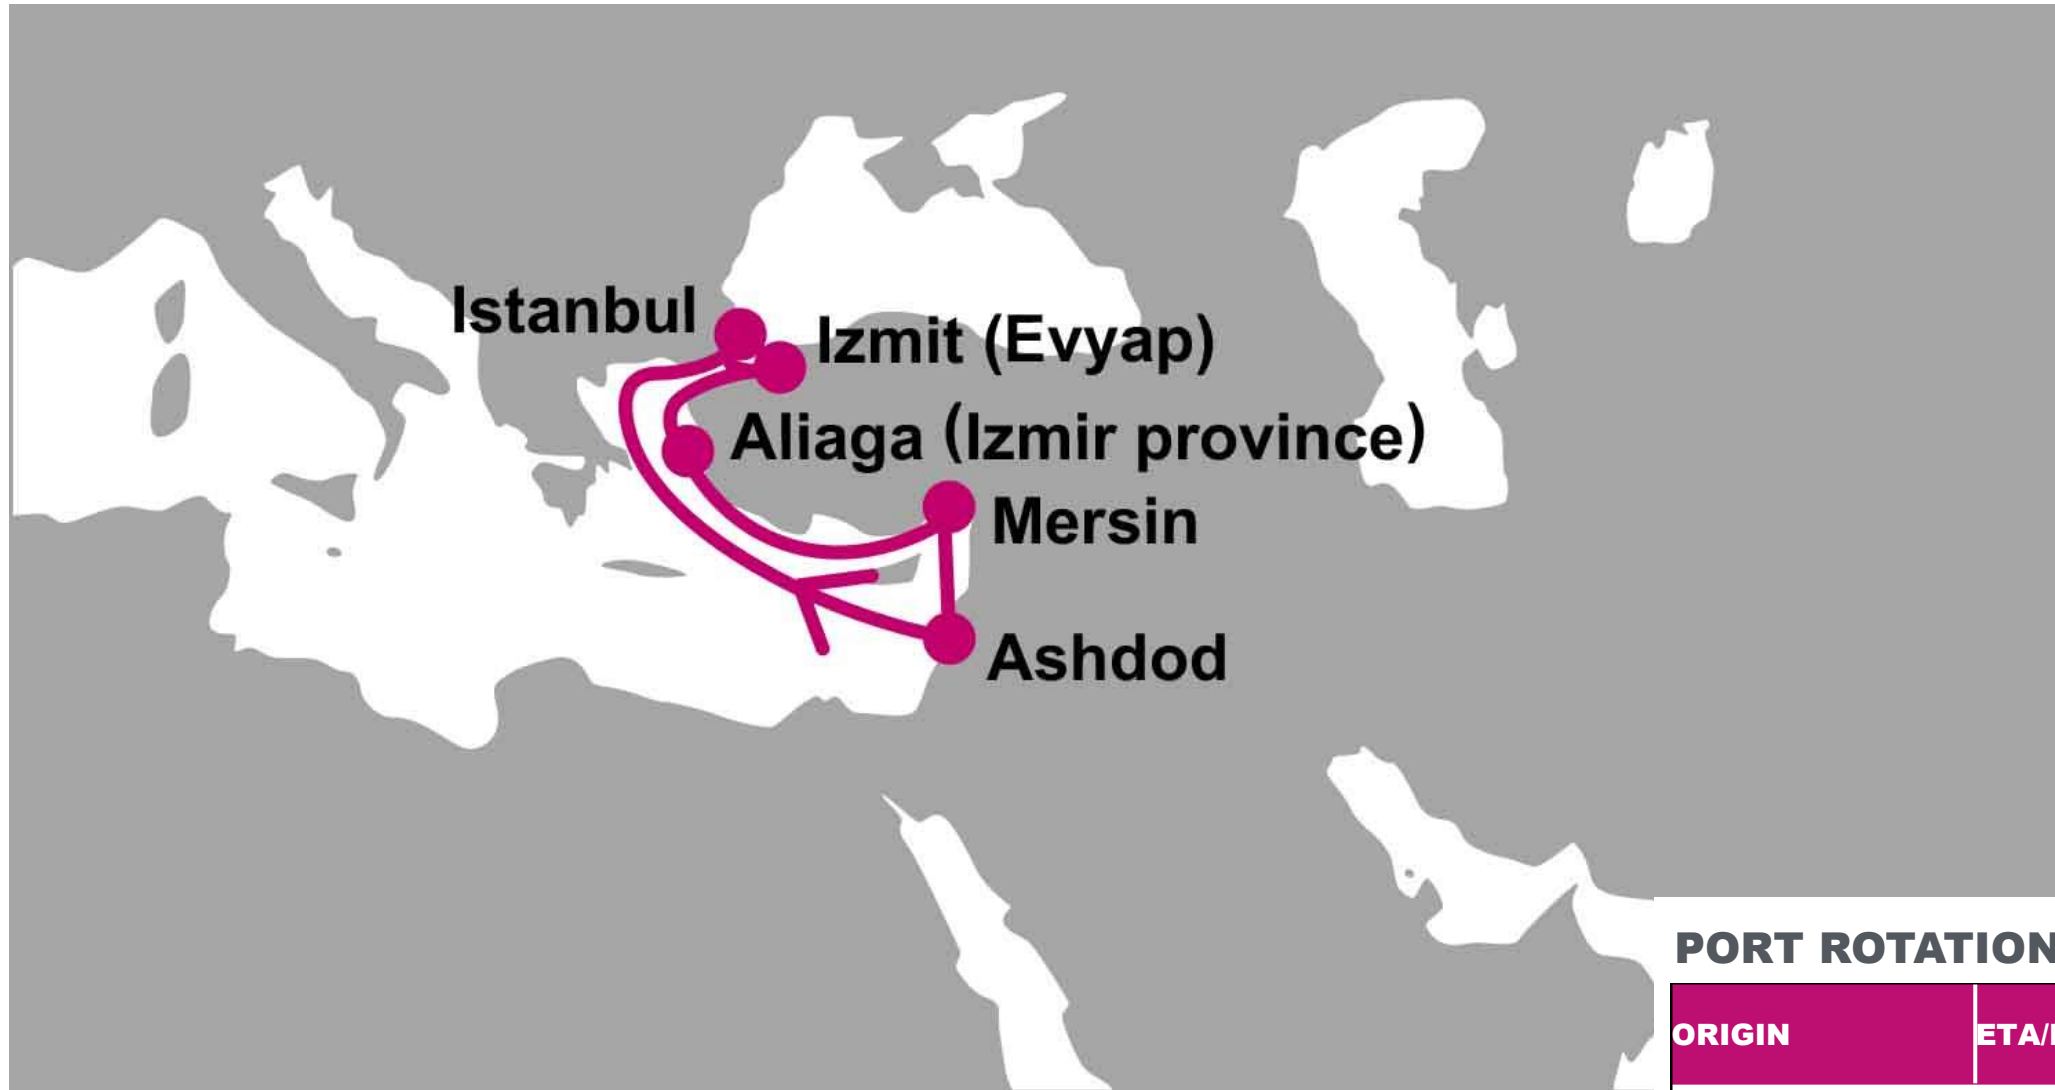 Istanbul
Izmit (Evyap)
Aliaga (Izmir province)
Mersin
Ashdod
PORT ROTATION
ORIGIN